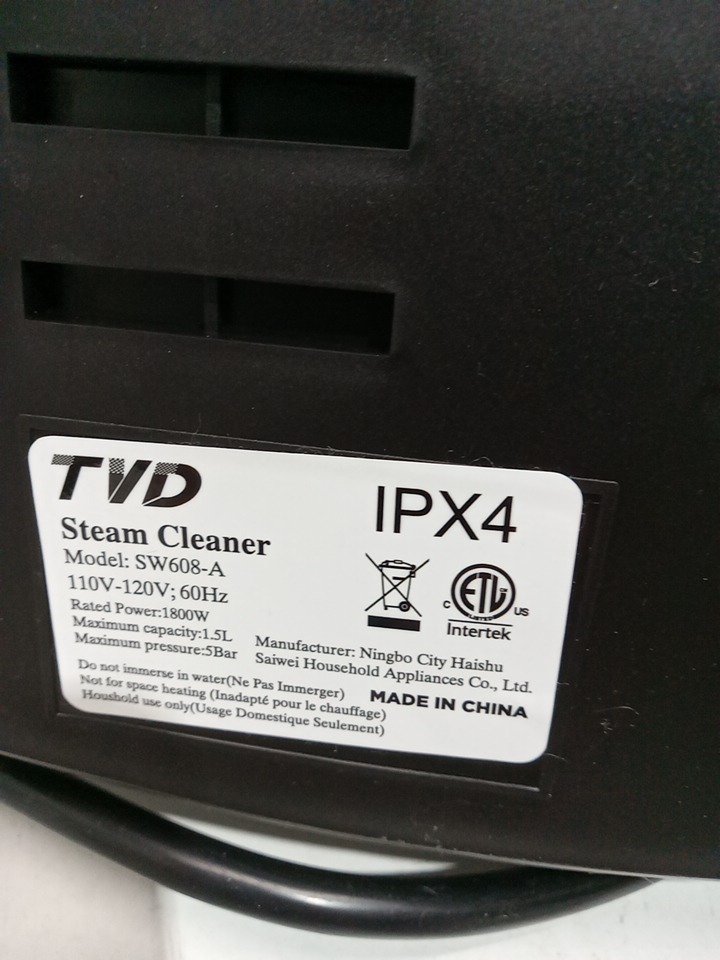 TVD
Steam Cleaner
Model: SW608-A
110V-120V; 60Hz
Rated Power:1800W
Maximum capacity:1.5L
Maximum pressure:5Bar
IPX4
c ETL us
Intertek
Manufacturer: Ningbo City Haishu
Saiwei Household Appliances Co., Ltd.
Do not immerse in water(Ne Pas Immerger)
Not for space heating (Inadapté pour le chauffage)
Houshold use only(Usage Domestique Seulement)
MADE IN CHINA